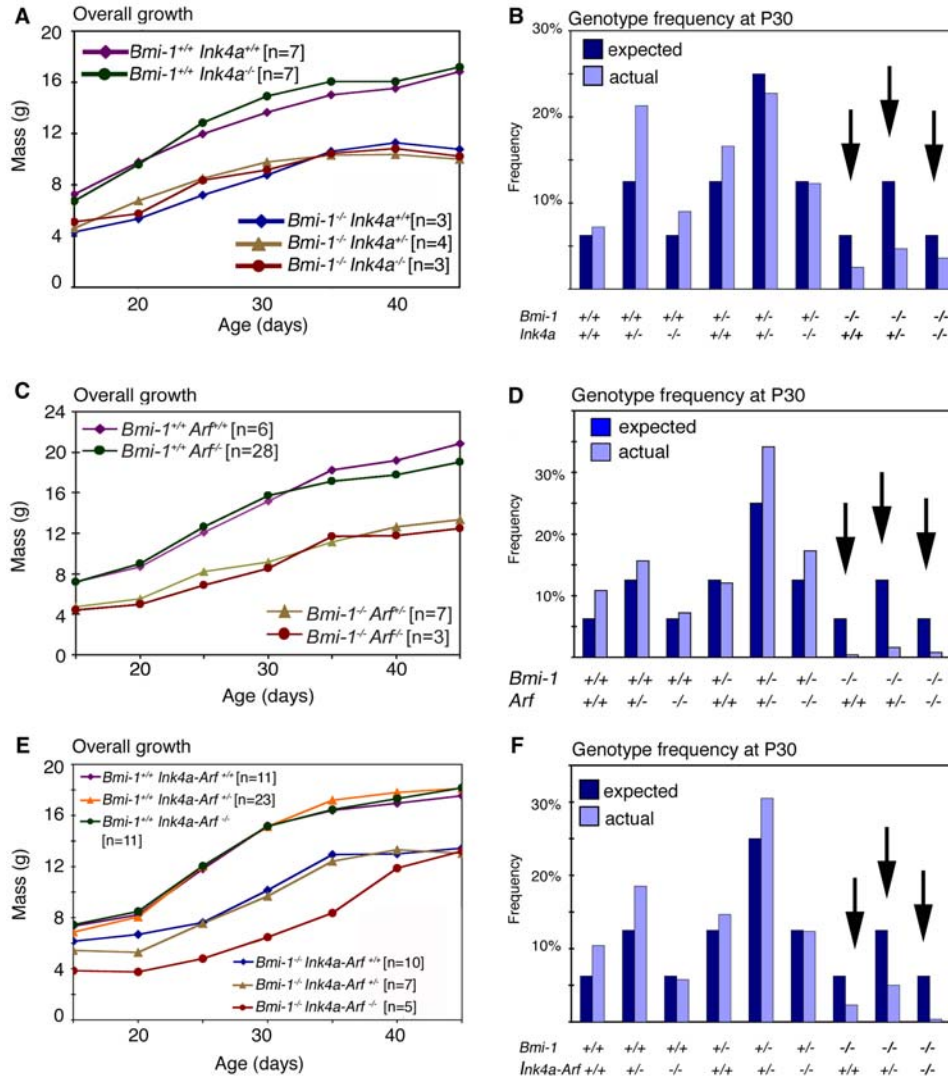 A Overall growth
Mass (g)
20
16
12
8
4
0
Bmi-1+/+ Ink4a+/+ [n=7]
Bmi-1+/+ Ink4a-/- [n=7]
Bmi-1-/- Ink4a+/+ [n=3]
Bmi-1-/- Ink4a+/- [n=4]
Bmi-1-/- Ink4a-/- [n=3]
20 30 40
Age (days)
B Genotype frequency at P30
Frequency
30%
20%
10%
expected
actual
Bmi-1 +/+ +/+ +/+ +/- +/- +/- -/- -/- -/-
Ink4a +/+ +/- -/- +/+ +/- -/- +/+ +/- -/-
C Overall growth
Mass (g)
24
20
16
12
8
4
0
Bmi-1+/+ Arf+/+ [n=6]
Bmi-1+/+ Arf-/- [n=28]
Bmi-1-/- Arf+/- [n=7]
Bmi-1-/- Arf-/- [n=3]
20 30 40
Age (days)
D Genotype frequency at P30
Frequency
30%
20%
10%
expected
actual
Bmi-1 +/+ +/+ +/+ +/- +/- +/- -/- -/- -/-
Arf +/+ +/- -/- +/+ +/- -/- +/+ +/- -/-
E Overall growth
Mass (g)
20
16
12
8
4
0
Bmi-1+/+ Ink4a-Arf +/+ [n=11]
Bmi-1+/+ Ink4a-Arf +/- [n=23]
Bmi-1+/+ Ink4a-Arf -/-
[n=11]
Bmi-1-/- Ink4a-Arf +/+ [n=10]
Bmi-1-/- Ink4a-Arf +/- [n=7]
Bmi-1-/- Ink4a-Arf -/- [n=5]
20 30 40
Age (days)
F Genotype frequency at P30
Frequency
30%
20%
10%
expected
actual
Bmi-1 +/+ +/+ +/+ +/- +/- +/- -/- -/- -/-
Ink4a-Arf +/+ +/- -/- +/+ +/- -/- +/+ +/- -/-